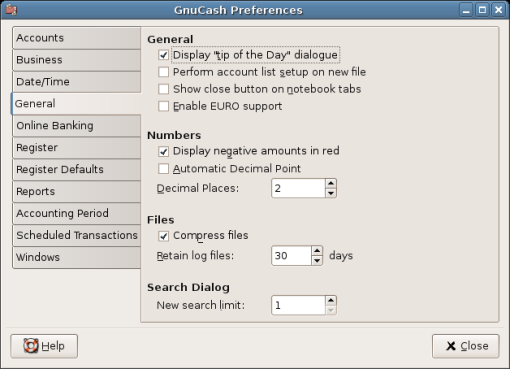 GnuCash Preferences
Accounts
Business
Date/Time
General
Online Banking
Register
Register Defaults
Reports
Accounting Period
Scheduled Transactions
Windows
General
Display "tip of the Day" dialogue
Perform account list setup on new file
Show close button on notebook tabs
Enable EURO support
Numbers
Display negative amounts in red
Automatic Decimal Point
Decimal Places: 2
Files
Compress files
Retain log files: 30 days
Search Dialog
New search limit: 1
Help
Close